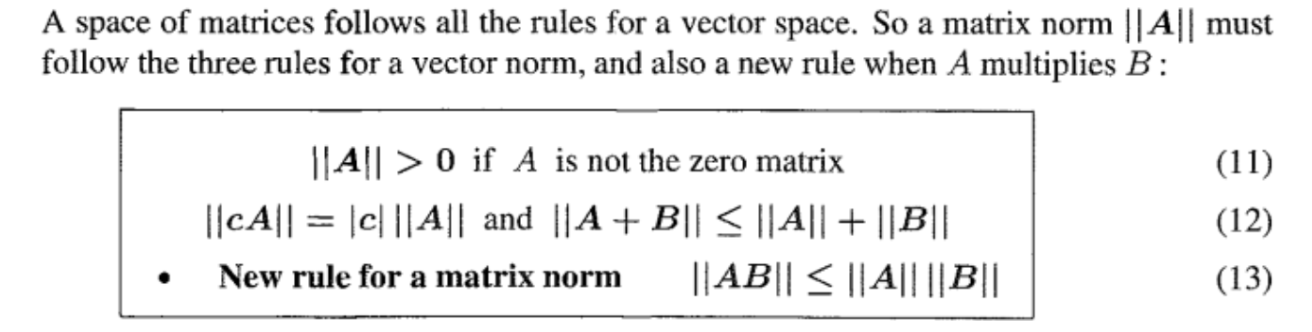 A space of matrices follows all the rules for a vector space. So a matrix norm ||A|| must
follow the three rules for a vector norm, and also a new rule when A multiplies B :
||A|| > 0 if A is not the zero matrix (11)
||cA|| = |c| ||A|| and ||A + B|| ≤ ||A|| + ||B|| (12)
• New rule for a matrix norm ||AB|| ≤ ||A|| ||B|| (13)